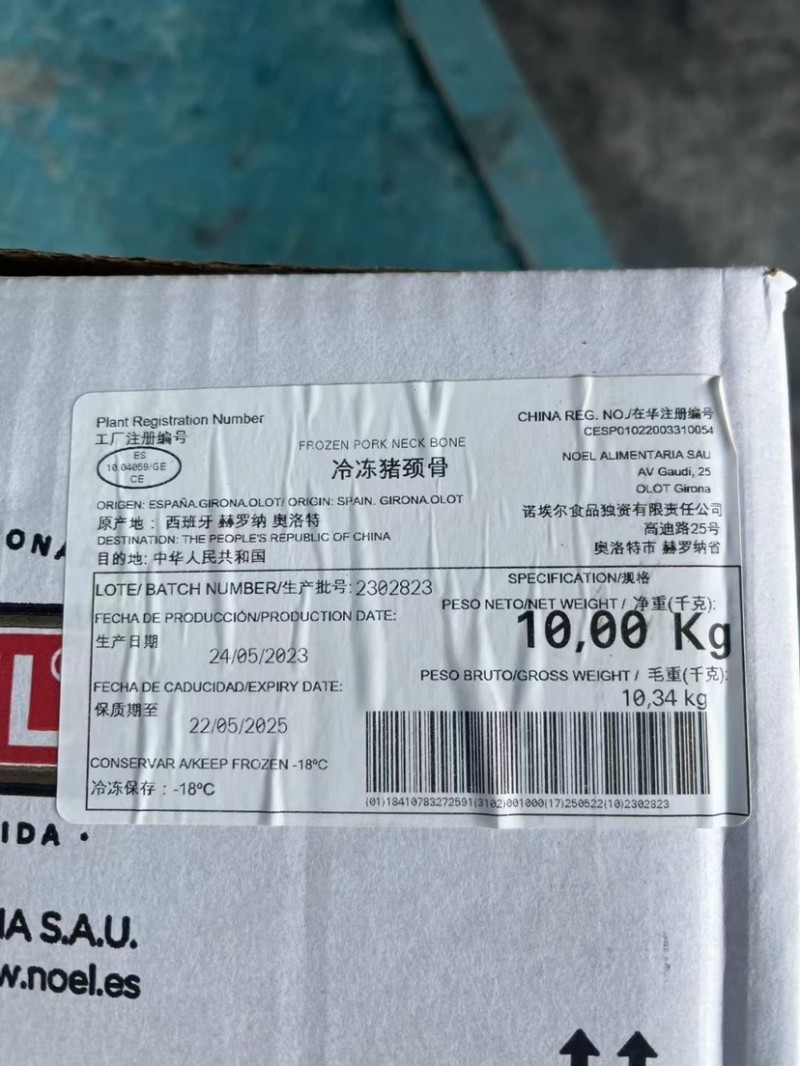 Plant Registration Number
工厂注册编号
ES
10.04059/GE
CE
FROZEN PORK NECK BONE
冷冻猪颈骨
CHINA REG. NO./在华注册编号
CESP01022003310054
NOEL ALIMENTARIA SAU
AV Gaudi, 25
OLOT Girona
诺埃尔食品独资有限责任公司
高迪路25号
奥洛特市 赫罗纳省
ORIGEN: ESPAÑA.GIRONA.OLOT/ ORIGIN: SPAIN. GIRONA.OLOT
原产地： 西班牙 赫罗纳 奥洛特
DESTINATION: THE PEOPLE'S REPUBLIC OF CHINA
目的地: 中华人民共和国
LOTE/ BATCH NUMBER/生产批号: 2302823
FECHA DE PRODUCCIÓN/PRODUCTION DATE:
生产日期
24/05/2023
FECHA DE CADUCIDAD/EXPIRY DATE:
保质期至
22/05/2025
CONSERVAR A/KEEP FROZEN -18ºC
冷冻保存：-18ºC
SPECIFICATION/规格
PESO NETO/NET WEIGHT / 净重(千克):
10,00 Kg
PESO BRUTO/GROSS WEIGHT / 毛重(千克):
10,34 kg
(01)18410783272591(3102)001000(17)250522(10)2302823
ONA
L®
IDA ·
IA S.A.U.
w.noel.es